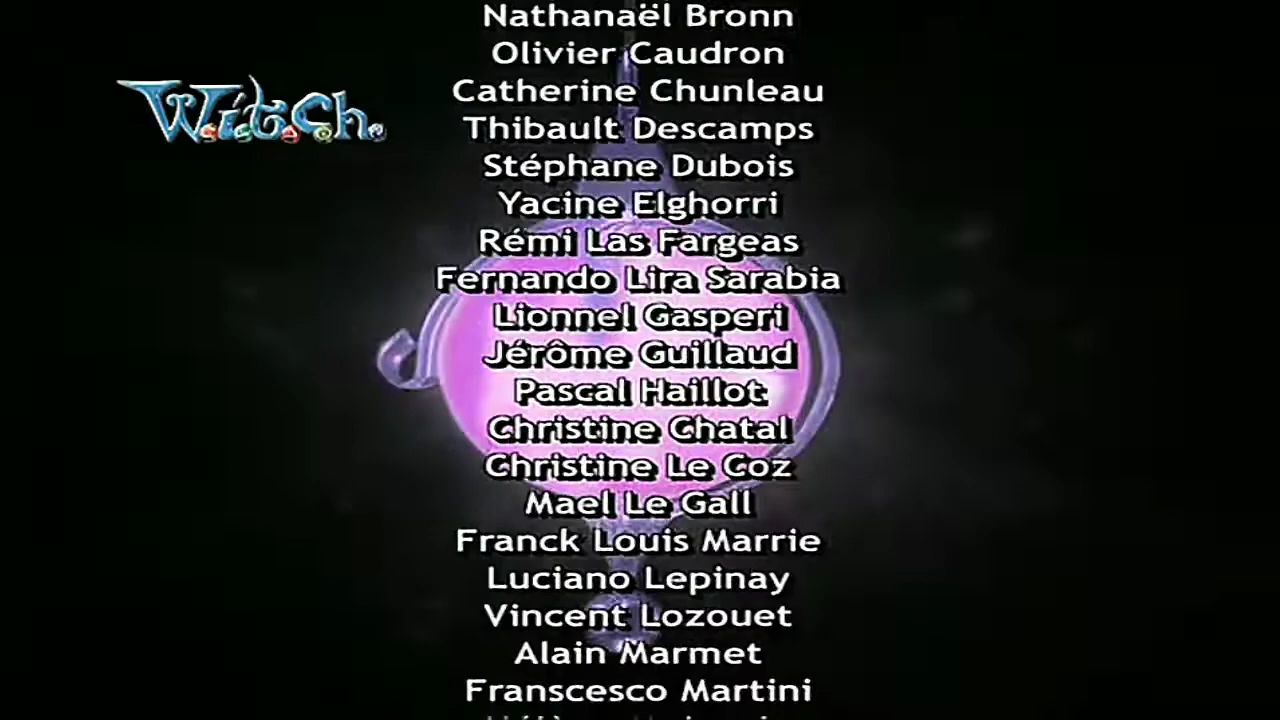 W.i.t.c.h.
Nathanaël Bronn
Olivier Caudron
Catherine Chunleau
Thibault Descamps
Stéphane Dubois
Yacine Elghorri
Rémi Las Fargeas
Fernando Lira Sarabia
Lionnel Gasperi
Jérôme Guillaud
Pascal Haillot
Christine Chatal
Christine Le Coz
Mael Le Gall
Franck Louis Marrie
Luciano Lepinay
Vincent Lozouet
Alain Marmet
Franscesco Martini